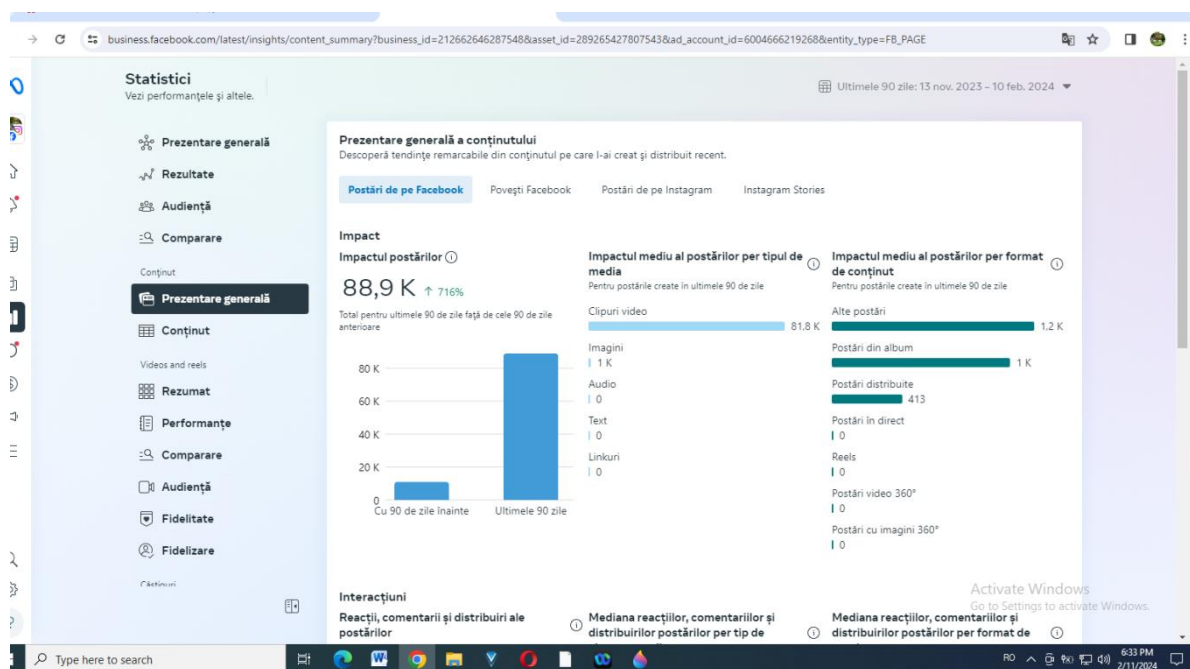 business.facebook.com/latest/insights/content_summary?business_id=212662646287548&asset_id=289265427807543&ad_account_id=6004666219268&entity_type=FB_PAGE
Statistici
Vezi performanțele și altele.
Ultimele 90 zile: 13 nov. 2023 – 10 feb. 2024
Prezentare generală
Rezultate
Audiență
Comparare
Conținut
Prezentare generală
Conținut
Videos and reels
Rezumat
Performanțe
Comparare
Audiență
Fidelitate
Fidelizare
Câștiguri
Prezentare generală a conținutului
Descoperă tendințe remarcabile din conținutul pe care l-ai creat și distribuit recent.
Postări de pe Facebook Povești Facebook Postări de pe Instagram Instagram Stories
Impact
Impactul postărilor
88,9 K ↑ 716%
Total pentru ultimele 90 de zile față de cele 90 de zile
anterioare
80 K
60 K
40 K
20 K
0
Cu 90 de zile înainte Ultimele 90 zile
Impactul mediu al postărilor per tipul de
media
Pentru postările create în ultimele 90 de zile
Clipuri video
81,8 K
Imagini
1 K
Audio
0
Text
0
Linkuri
0
Impactul mediu al postărilor per format
de conținut
Pentru postările create în ultimele 90 de zile
Alte postări
1,2 K
Postări din album
1 K
Postări distribuite
413
Postări în direct
0
Reels
0
Postări video 360°
0
Postări cu imagini 360°
0
Interacțiuni
Reacții, comentarii și distribuiri ale
postărilor
Mediana reacțiilor, comentariilor și
distribuirilor postărilor per tip de
Mediana reacțiilor, comentariilor și
distribuirilor postărilor per format de
Activate Windows
Go to Settings to activate Windows.
Type here to search
RO
6:33 PM
2/11/2024